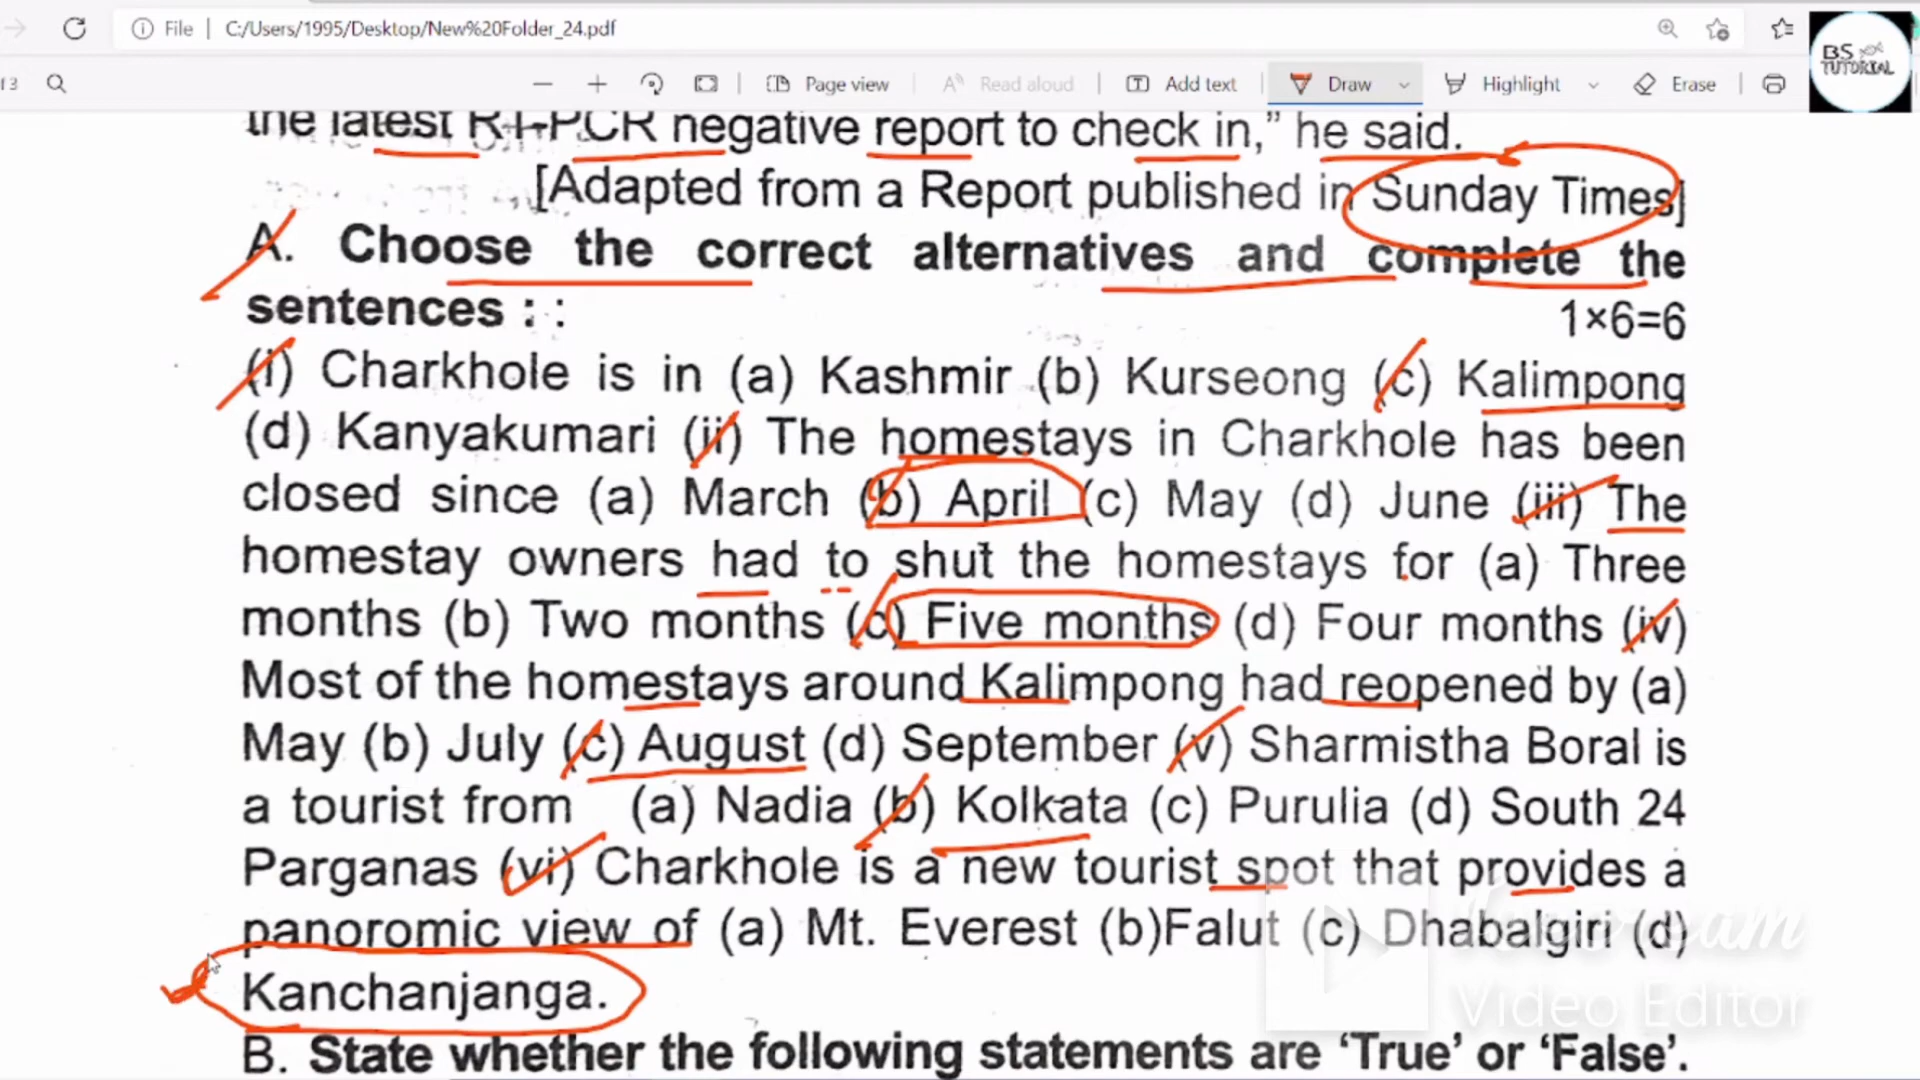 File | C:/Users/1995/Desktop/New%20Folder_24.pdf
BS
TUTORIAL
f 3 Page view Read aloud Add text Draw Highlight Erase
the latest RT-PCR negative report to check in,” he said.
[Adapted from a Report published in Sunday Times]
A. Choose the correct alternatives and complete the
sentences : :
1×6=6
(i) Charkhole is in (a) Kashmir (b) Kurseong (c) Kalimpong
(d) Kanyakumari (ii) The homestays in Charkhole has been
closed since (a) March (b) April (c) May (d) June (iii) The
homestay owners had to shut the homestays for (a) Three
months (b) Two months (c) Five months (d) Four months (iv)
Most of the homestays around Kalimpong had reopened by (a)
May (b) July (c) August (d) September (v) Sharmistha Boral is
a tourist from (a) Nadia (b) Kolkata (c) Purulia (d) South 24
Parganas (vi) Charkhole is a new tourist spot that provides a
panoromic view of (a) Mt. Everest (b)Falut (c) Dhabalgiri (d)
Kanchanjanga.
Video Editor
B. State whether the following statements are ‘True’ or ‘False’.